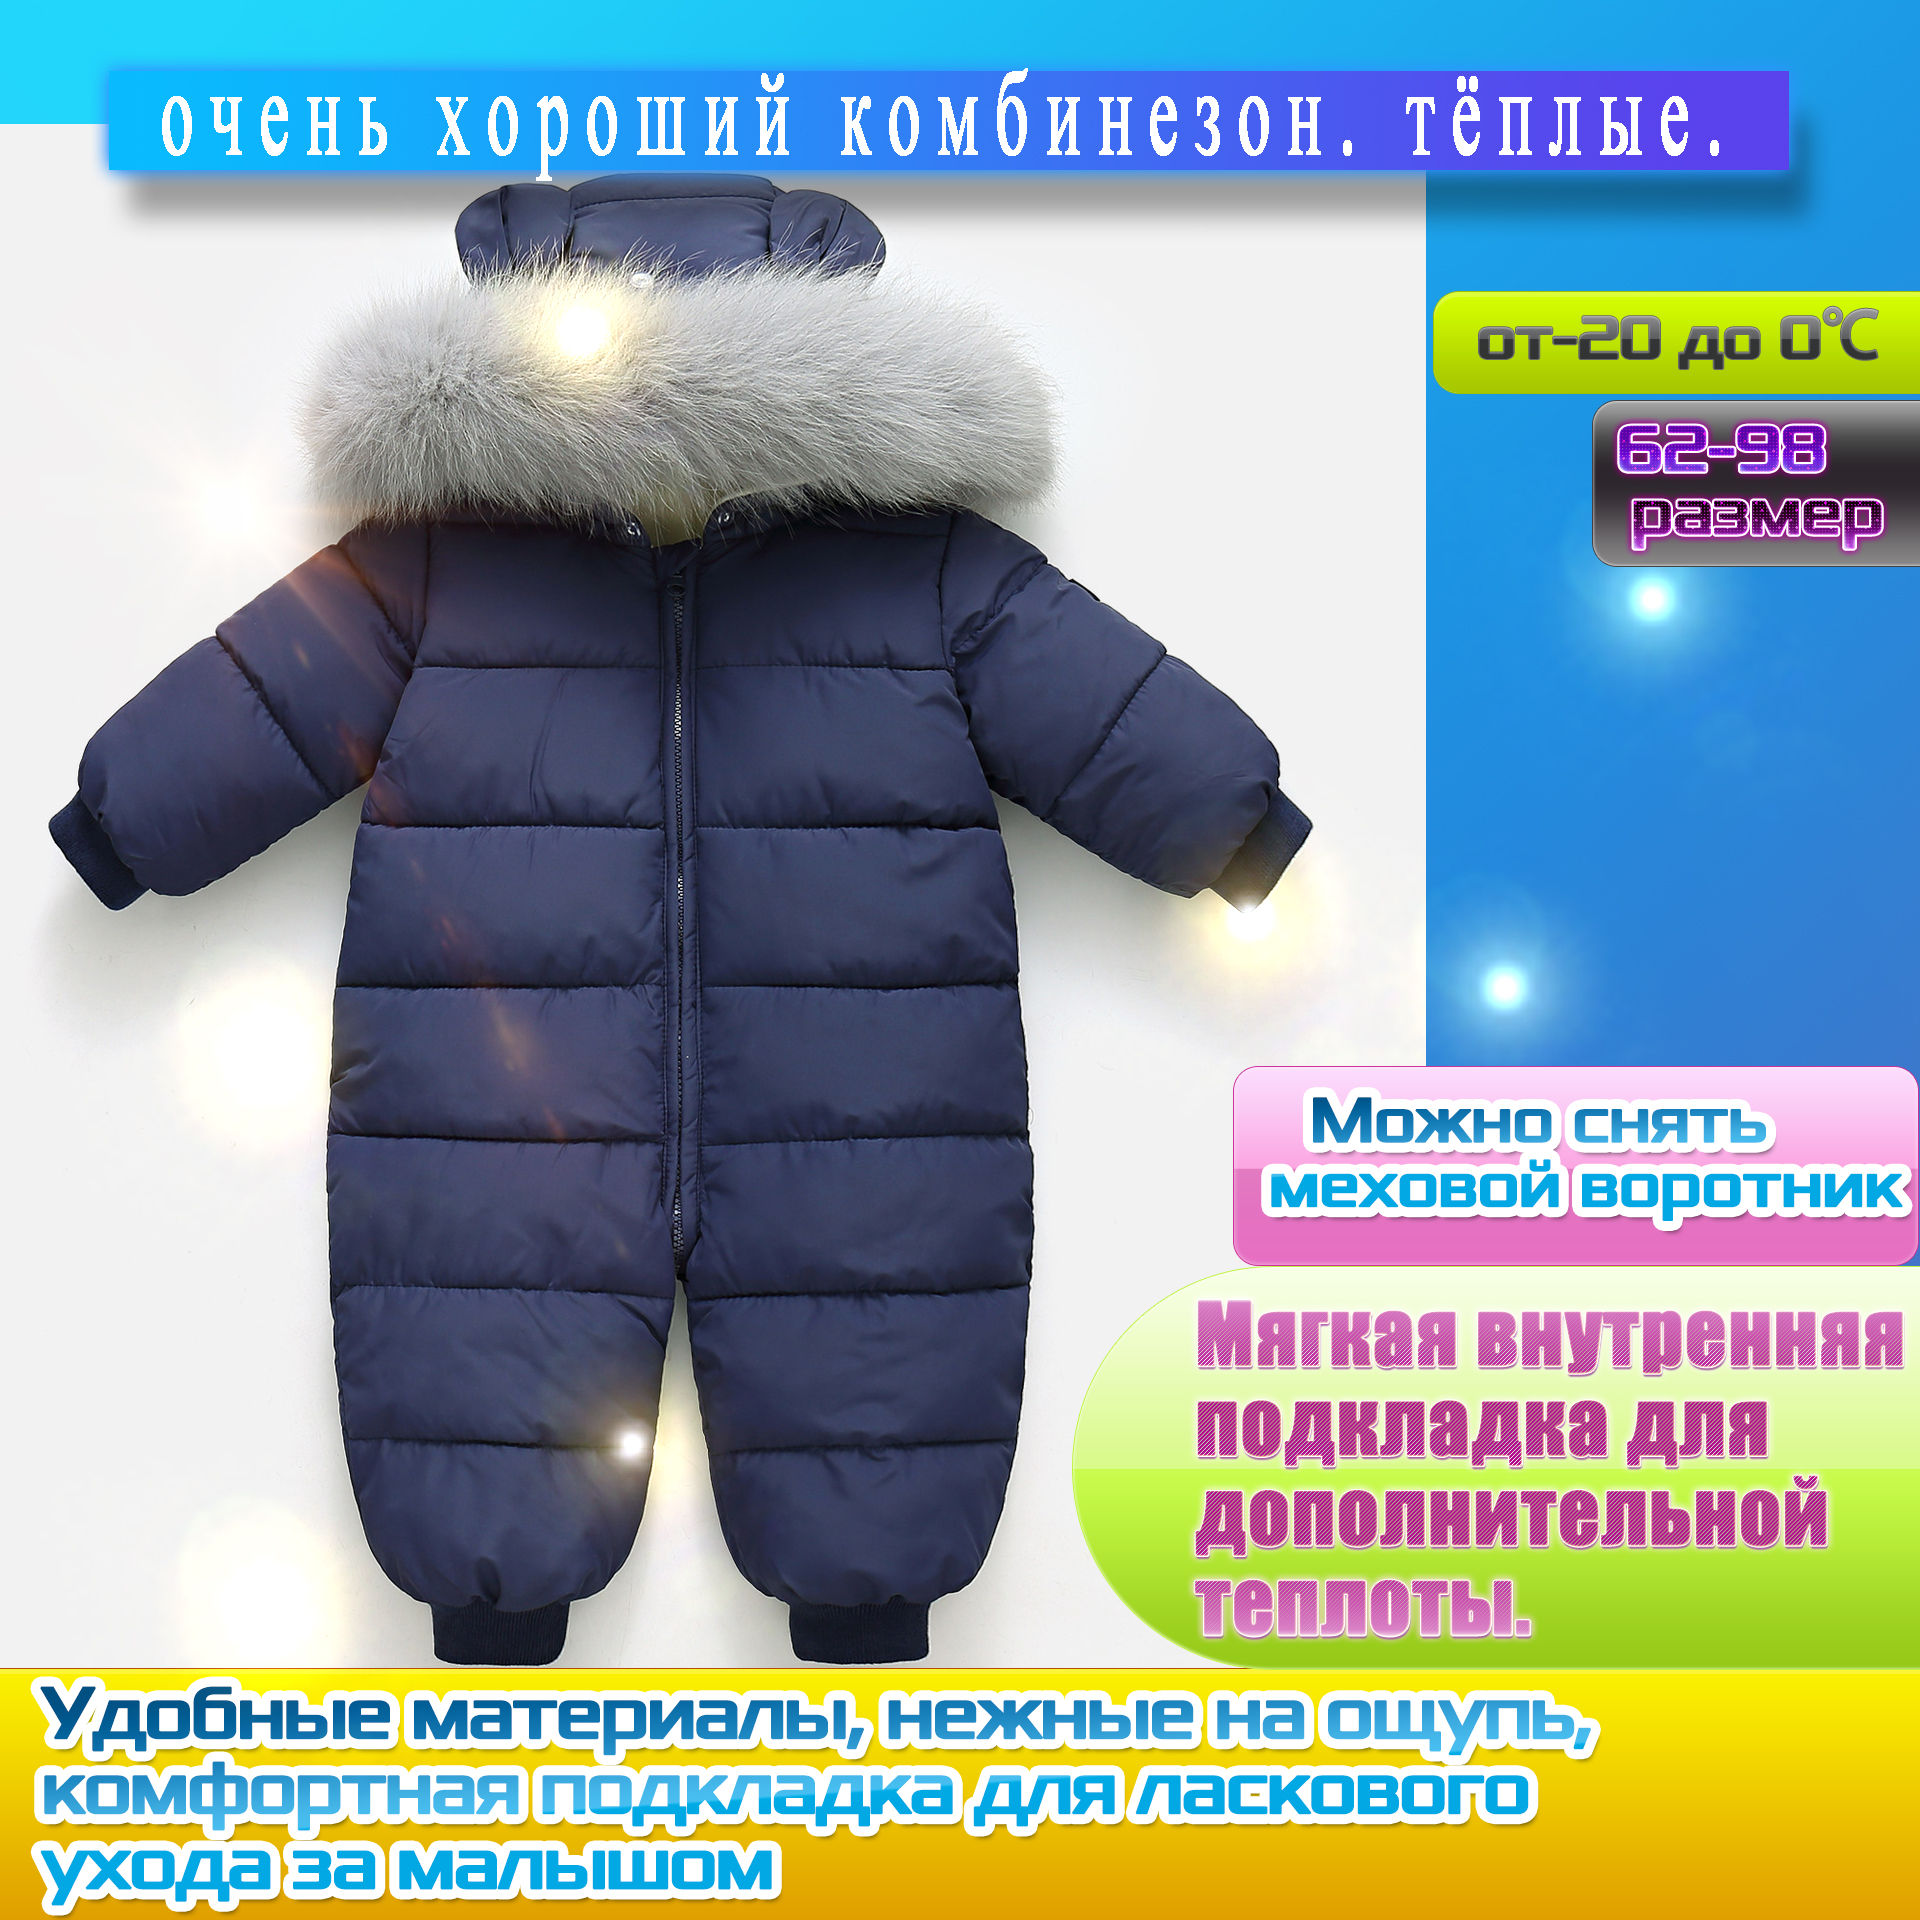 очень хороший комбинезон. тёплые.
от-20 до 0℃
62-98
размер
Можно снять
меховой воротник
Мягкая внутренняя
подкладка для
дополнительной
теплоты.
Удобные материалы, нежные на ощупь,
комфортная подкладка для ласкового
ухода за малышом